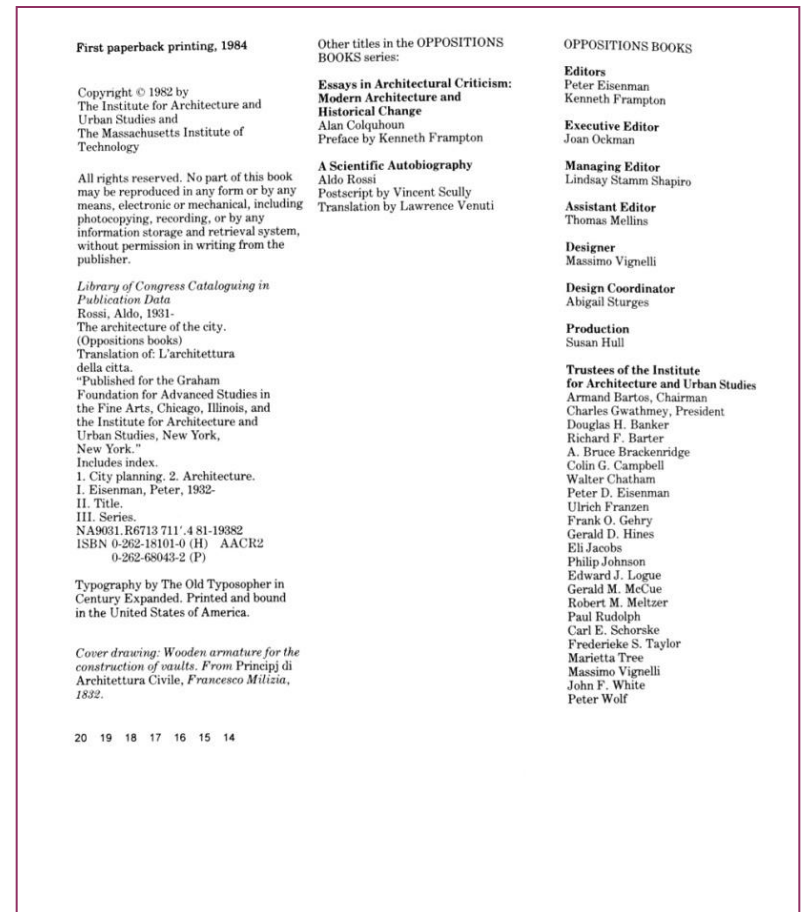 First paperback printing, 1984
Copyright © 1982 by
The Institute for Architecture and
Urban Studies and
The Massachusetts Institute of
Technology
All rights reserved. No part of this book
may be reproduced in any form or by any
means, electronic or mechanical, including
photocopying, recording, or by any
information storage and retrieval system,
without permission in writing from the
publisher.
Library of Congress Cataloguing in
Publication Data
Rossi, Aldo, 1931-
The architecture of the city.
(Oppositions books)
Translation of: L'architettura
della citta.
"Published for the Graham
Foundation for Advanced Studies in
the Fine Arts, Chicago, Illinois, and
the Institute for Architecture and
Urban Studies, New York,
New York."
Includes index.
1. City planning. 2. Architecture.
I. Eisenman, Peter, 1932-
II. Title.
III. Series.
NA9031.R6713 711'.4 81-19382
ISBN 0-262-18101-0 (H) AACR2
0-262-68043-2 (P)
Typography by The Old Typosopher in
Century Expanded. Printed and bound
in the United States of America.
Cover drawing: Wooden armature for the
construction of vaults. From Principj di
Architettura Civile, Francesco Milizia,
1832.
20 19 18 17 16 15 14
Other titles in the OPPOSITIONS
BOOKS series:
Essays in Architectural Criticism:
Modern Architecture and
Historical Change
Alan Colquhoun
Preface by Kenneth Frampton
A Scientific Autobiography
Aldo Rossi
Postscript by Vincent Scully
Translation by Lawrence Venuti
OPPOSITIONS BOOKS
Editors
Peter Eisenman
Kenneth Frampton
Executive Editor
Joan Ockman
Managing Editor
Lindsay Stamm Shapiro
Assistant Editor
Thomas Mellins
Designer
Massimo Vignelli
Design Coordinator
Abigail Sturges
Production
Susan Hull
Trustees of the Institute
for Architecture and Urban Studies
Armand Bartos, Chairman
Charles Gwathmey, President
Douglas H. Banker
Richard F. Barter
A. Bruce Brackenridge
Colin G. Campbell
Walter Chatham
Peter D. Eisenman
Ulrich Franzen
Frank O. Gehry
Gerald D. Hines
Eli Jacobs
Philip Johnson
Edward J. Logue
Gerald M. McCue
Robert M. Meltzer
Paul Rudolph
Carl E. Schorske
Frederieke S. Taylor
Marietta Tree
Massimo Vignelli
John F. White
Peter Wolf